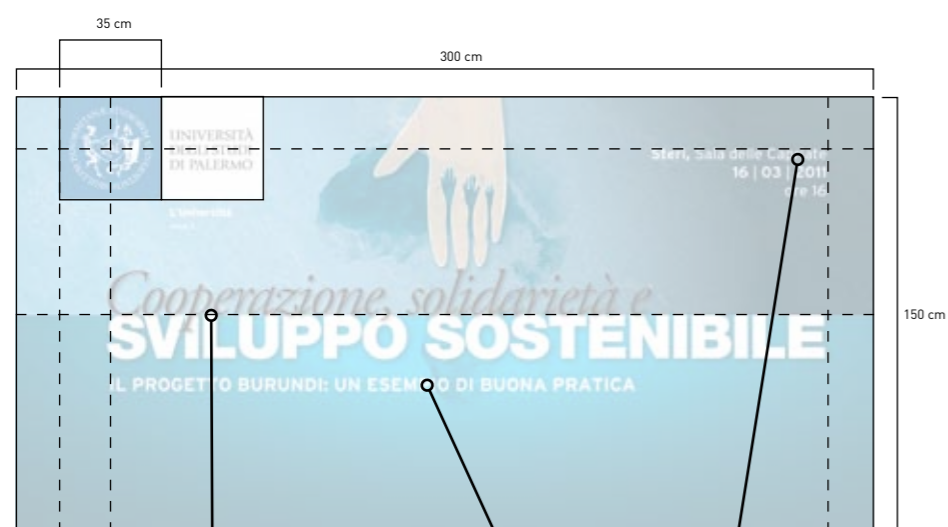 35 cm
300 cm
UNIVERSITÀ
DEGLI STUDI
DI PALERMO
Steri, Sala delle Capriate
16 | 03 | 2011
ore 16
L'Università
Cooperazione, solidarietà e
SVILUPPO SOSTENIBILE
IL PROGETTO BURUNDI: UN ESEMPIO DI BUONA PRATICA
150 cm